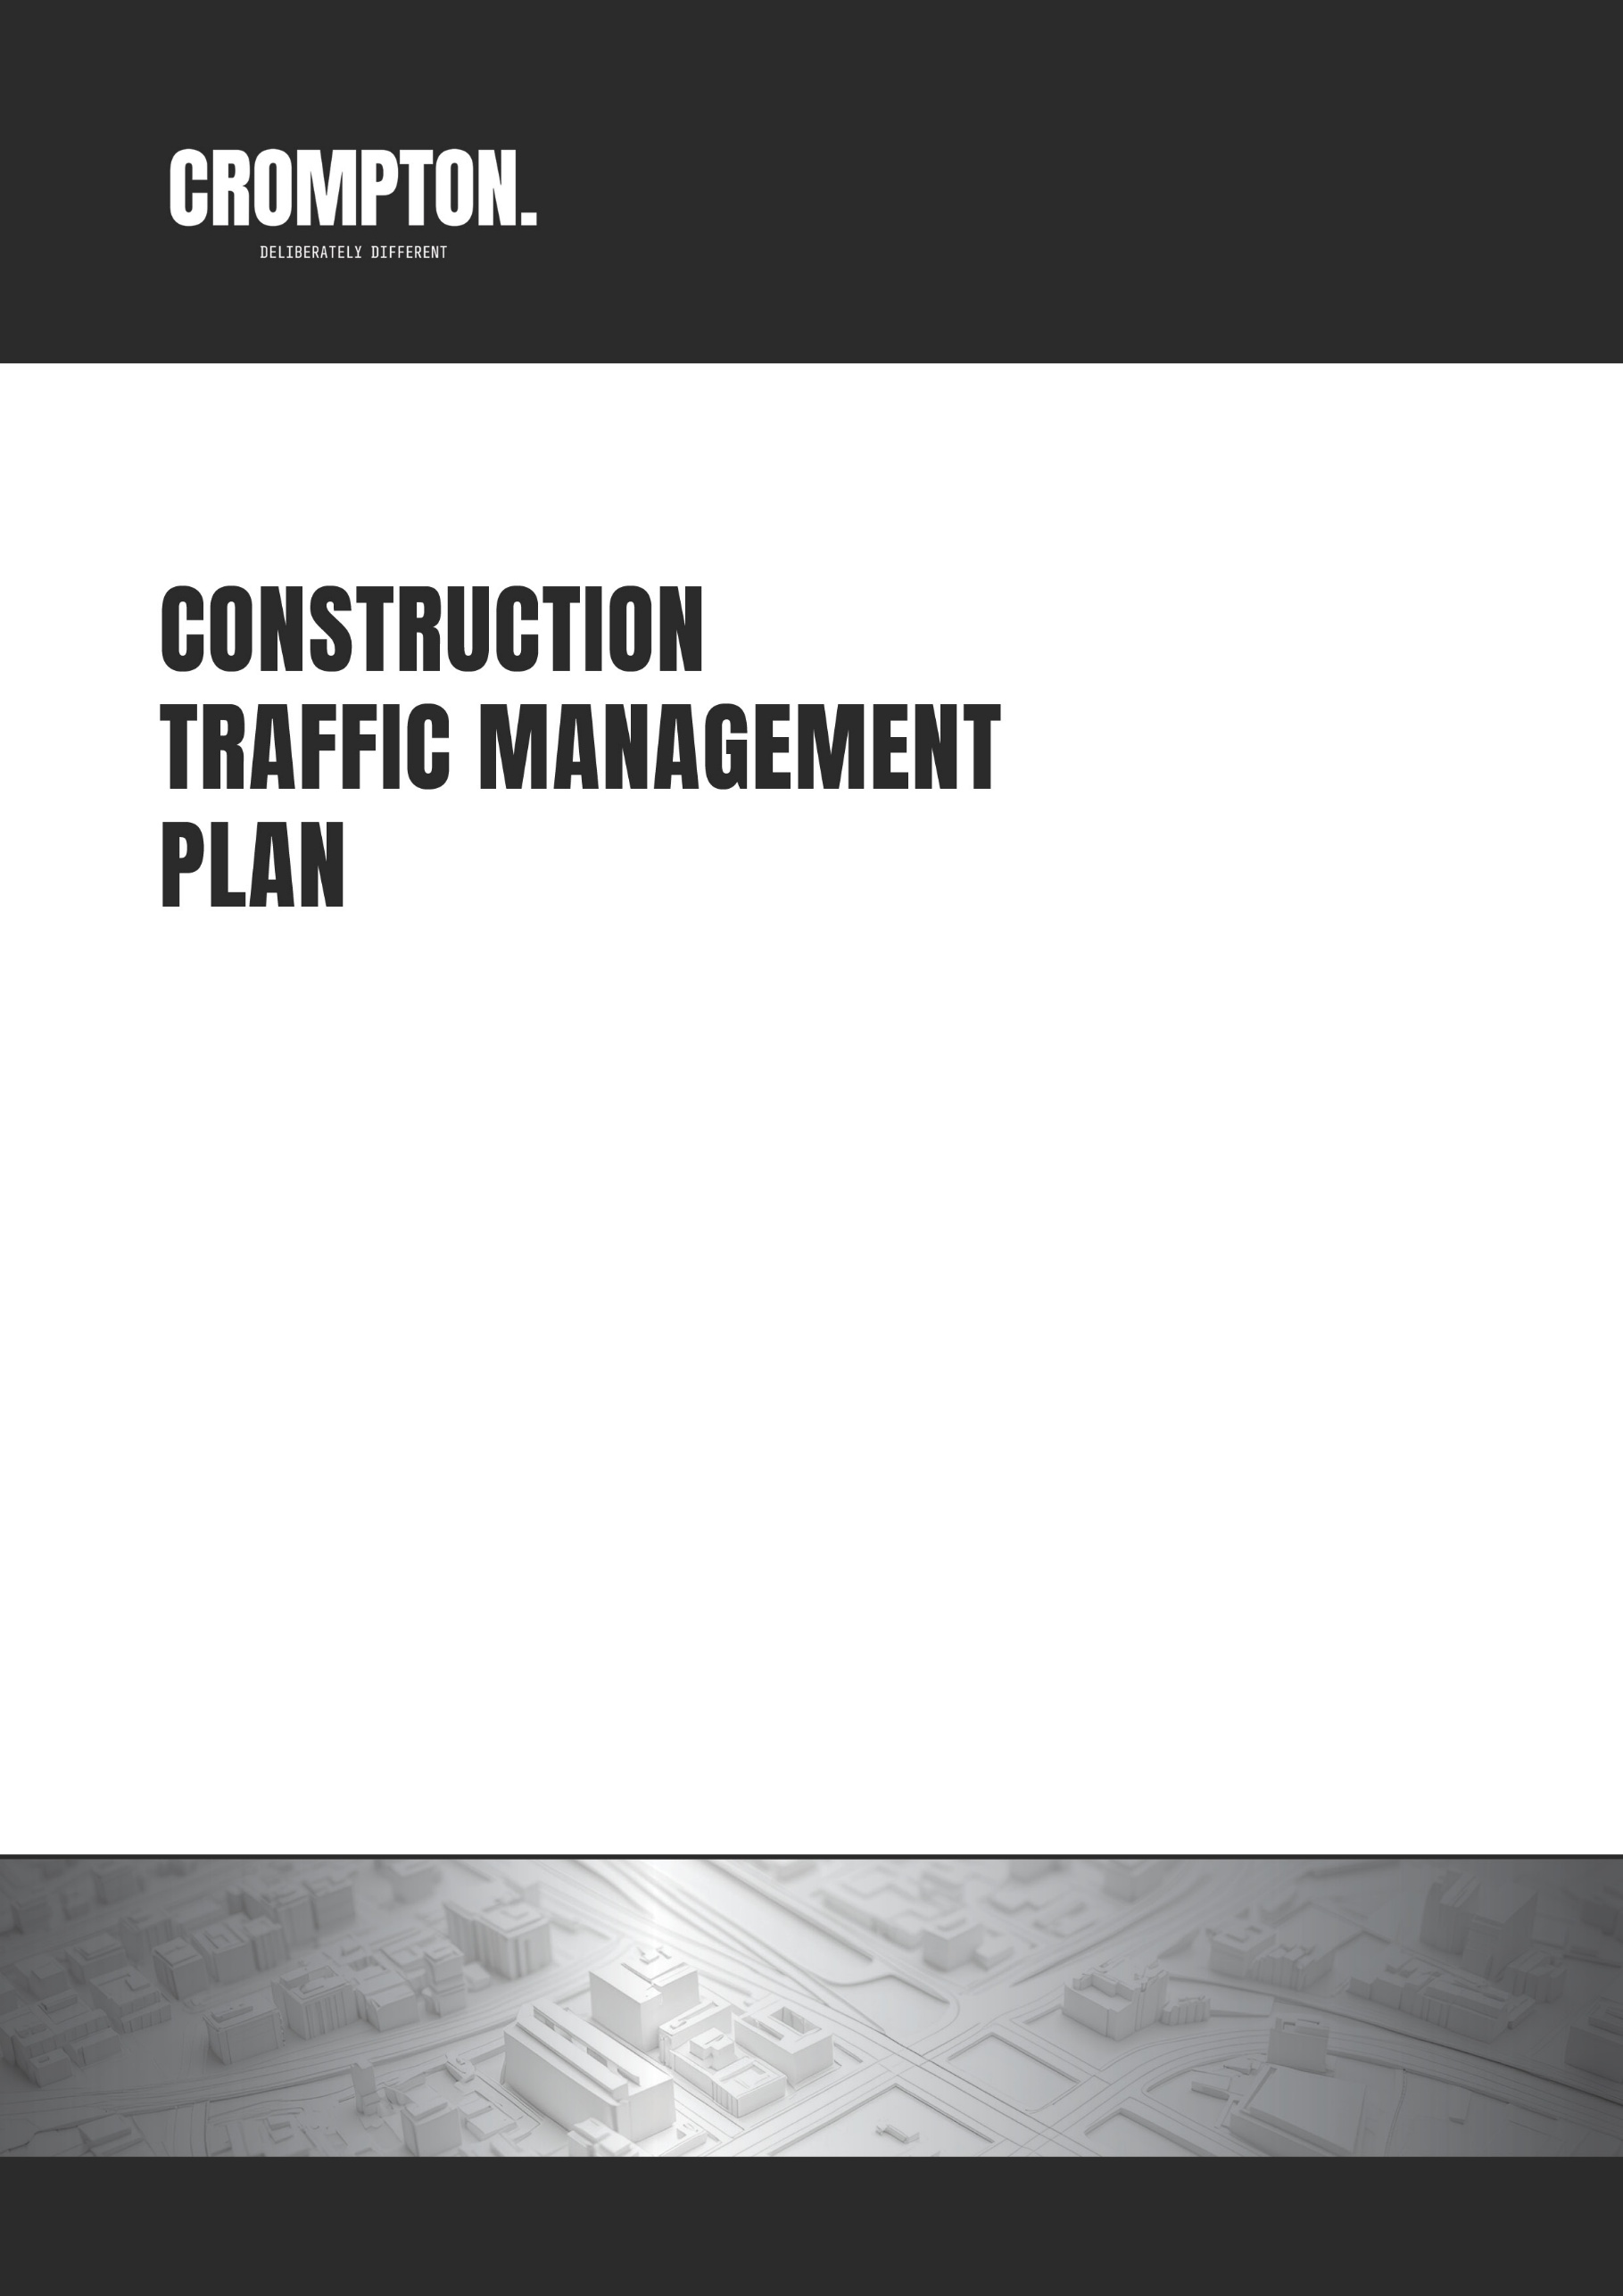 CROMPTON.
DELIBERATELY DIFFERENT
CONSTRUCTION
TRAFFIC MANAGEMENT
PLAN